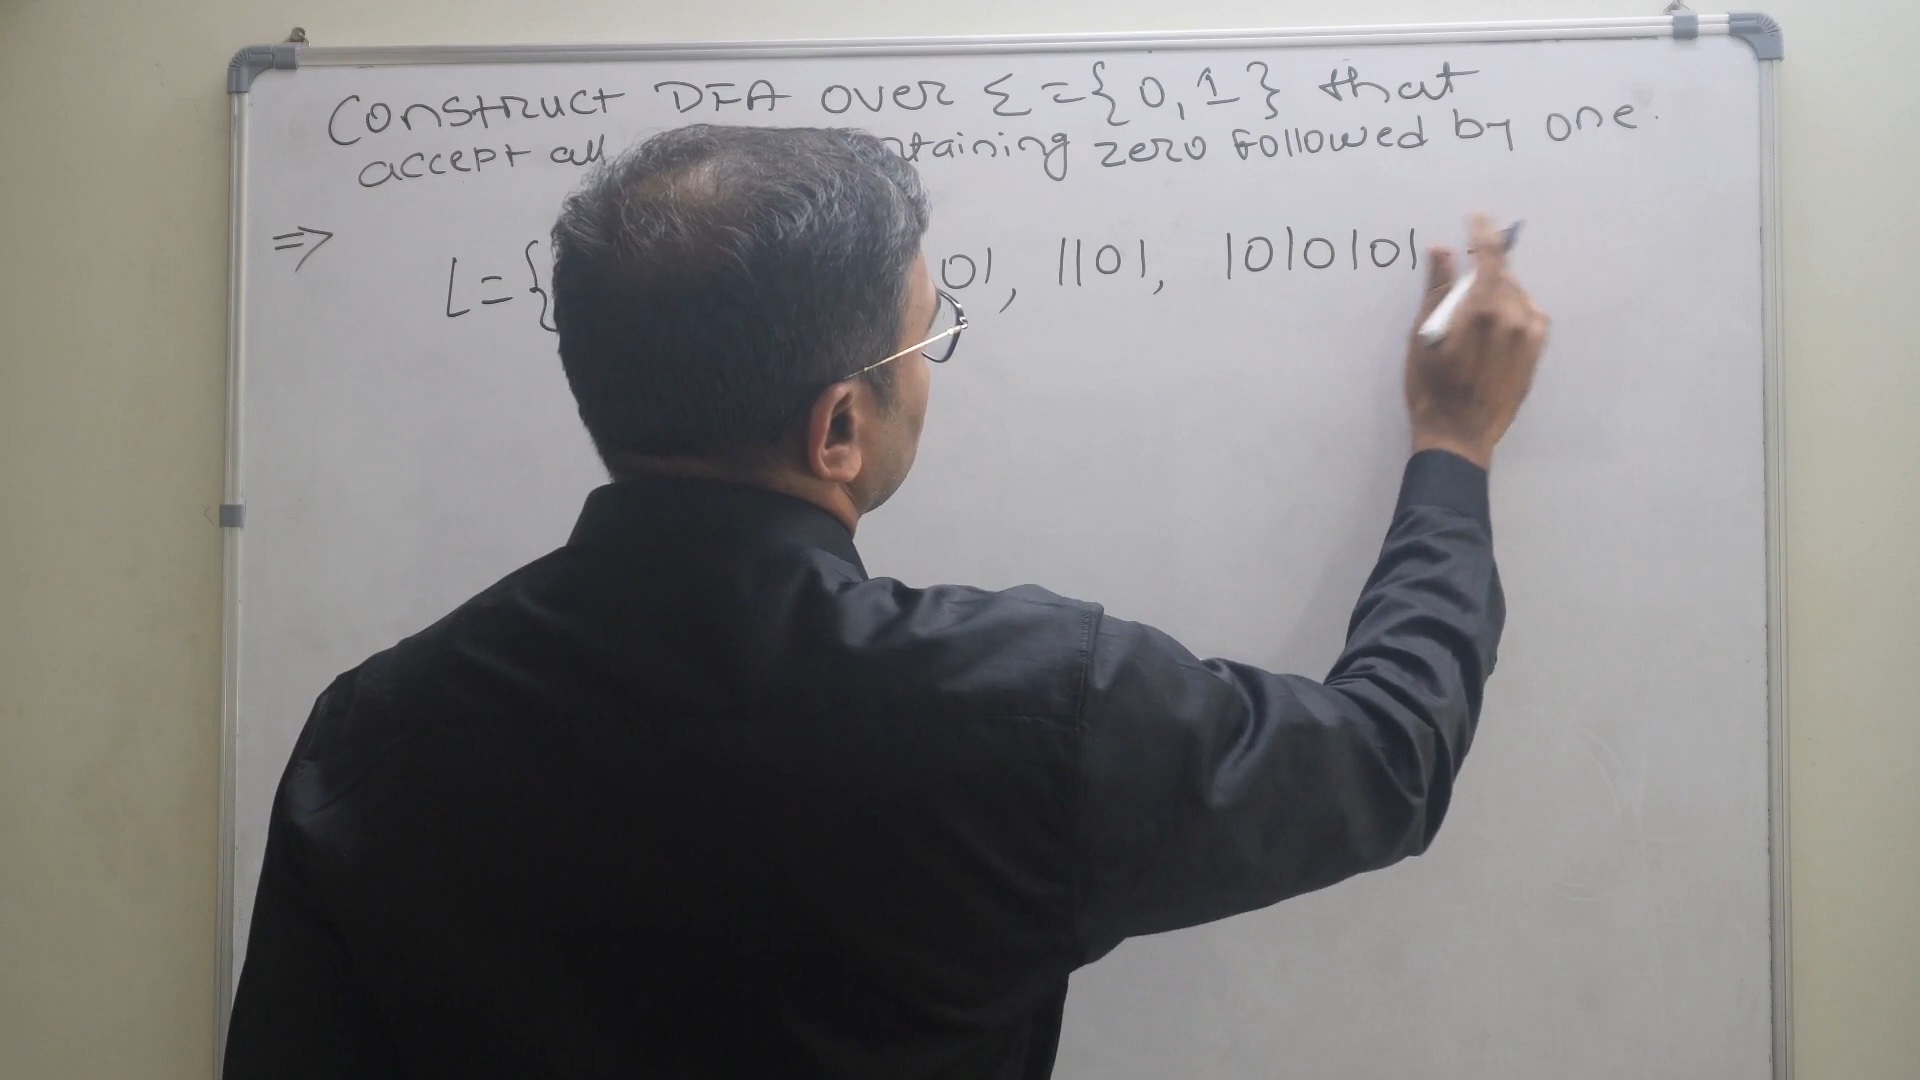 Construct DFA over Σ={0,1} that
accept all ntaining zero followed by one.
⇒ L={ 01, 1101, 1010101